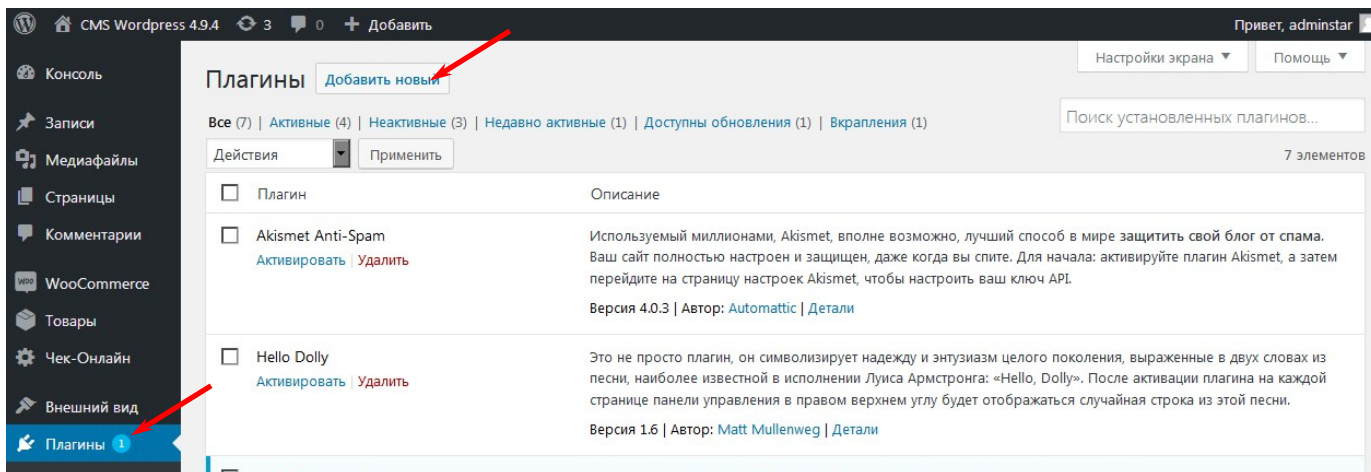 CMS Wordpress 4.9.4 3 0 + Добавить Привет, adminstar
Настройки экрана ▼ Помощь ▼
Консоль
Записи
Медиафайлы
Страницы
Комментарии
WooCommerce
Товары
Чек-Онлайн
Внешний вид
Плагины 1
Плагины Добавить новый
Все (7) | Активные (4) | Неактивные (3) | Недавно активные (1) | Доступны обновления (1) | Вкрапления (1)
Поиск установленных плагинов...
Действия Применить 7 элементов
Плагин Описание
Akismet Anti-Spam
Активировать | Удалить
Используемый миллионами, Akismet, вполне возможно, лучший способ в мире защитить свой блог от спама.
Ваш сайт полностью настроен и защищен, даже когда вы спите. Для начала: активируйте плагин Akismet, а затем
перейдите на страницу настроек Akismet, чтобы настроить ваш ключ API.
Версия 4.0.3 | Автор: Automattic | Детали
Hello Dolly
Активировать | Удалить
Это не просто плагин, он символизирует надежду и энтузиазм целого поколения, выраженные в двух словах из
песни, наиболее известной в исполнении Луиса Армстронга: «Hello, Dolly». После активации плагина на каждой
странице панели управления в правом верхнем углу будет отображаться случайная строка из этой песни.
Версия 1.6 | Автор: Matt Mullenweg | Детали